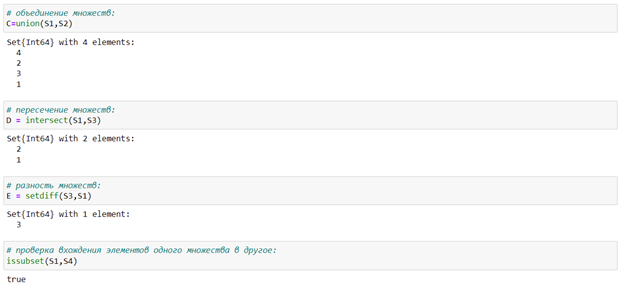 # объединение множеств:
C=union(S1,S2)
Set{Int64} with 4 elements:
4
2
3
1
# пересечение множеств:
D = intersect(S1,S3)
Set{Int64} with 2 elements:
2
1
# разность множеств:
E = setdiff(S3,S1)
Set{Int64} with 1 element:
3
# проверка вхождения элементов одного множества в другое:
issubset(S1,S4)
true